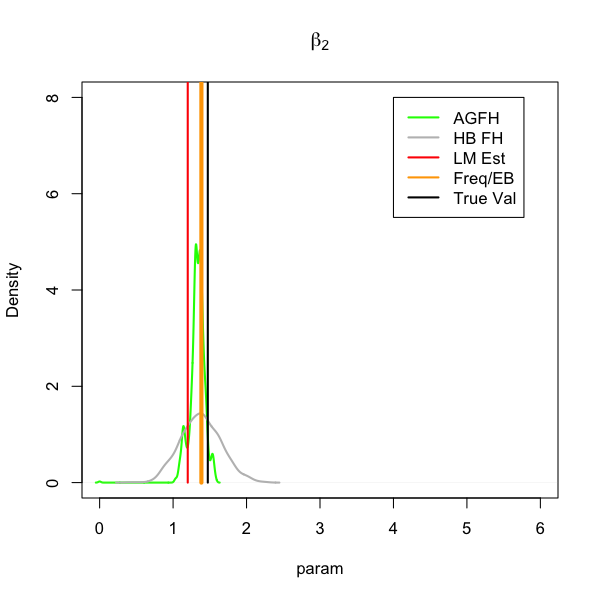 β₂
8
6
4
2
0
Density
AGFH
HB FH
LM Est
Freq/EB
True Val
0 1 2 3 4 5 6
param